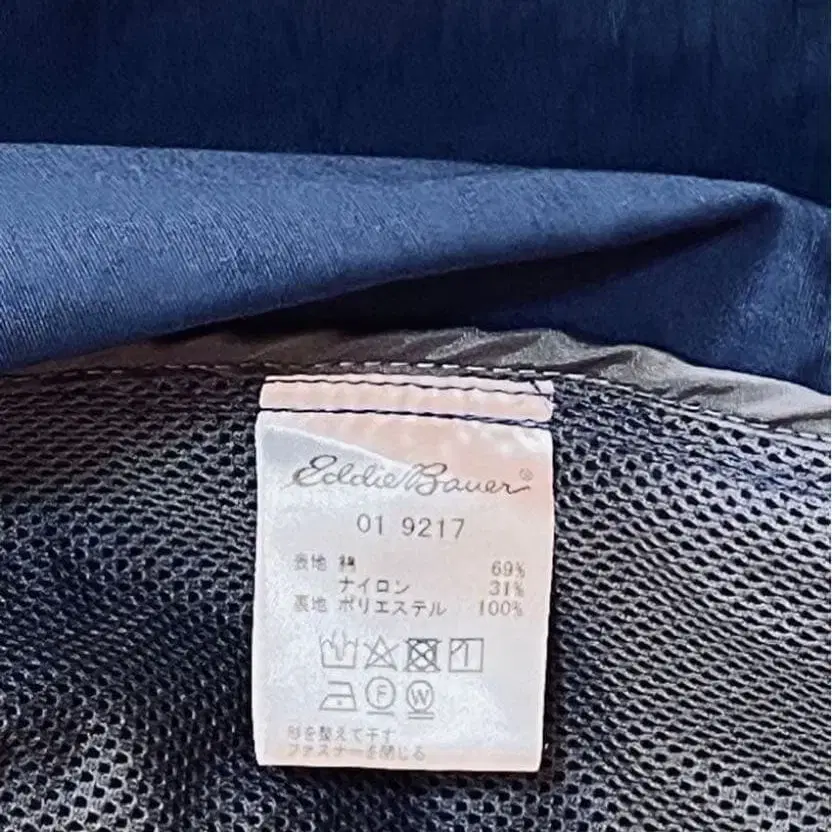 Eddie Bauer®
01 9217
表地 綿 69%
ナイロン 31%
裏地 ポリエステル 100%
F W
形を整えて干す
ファスナーを閉じる